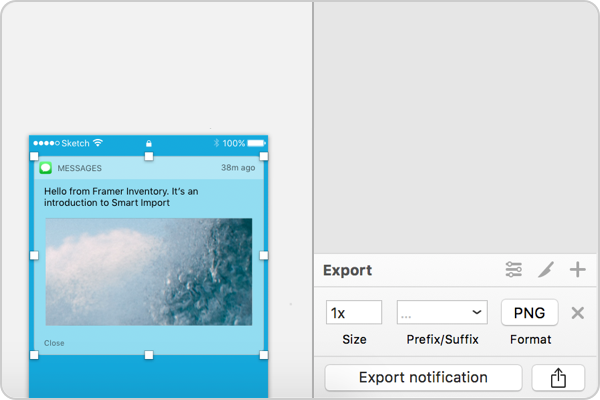 Sketch
100%
MESSAGES
38m ago
Hello from Framer Inventory. It's an
introduction to Smart Import
Close
Export
1x
...
PNG
Size
Prefix/Suffix
Format
Export notification